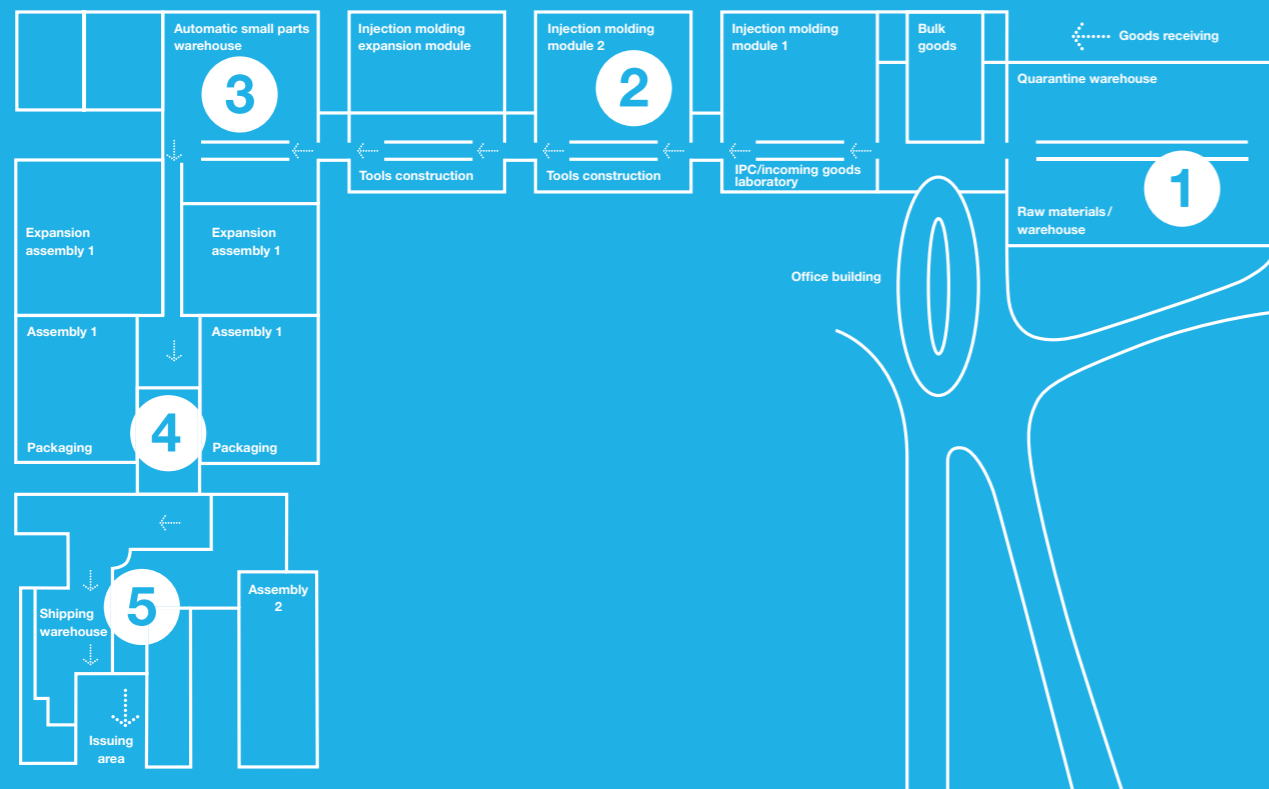 Automatic small parts
warehouse
3
Injection molding
expansion module
Injection molding
module 2
2
Injection molding
module 1
Bulk
goods
Goods receiving
Quarantine warehouse
Tools construction
Tools construction
IPC/incoming goods
laboratory
1
Raw materials/
warehouse
Expansion
assembly 1
Expansion
assembly 1
Office building
Assembly 1
Assembly 1
4
Packaging
Packaging
5
Shipping
warehouse
Assembly
2
Issuing
area